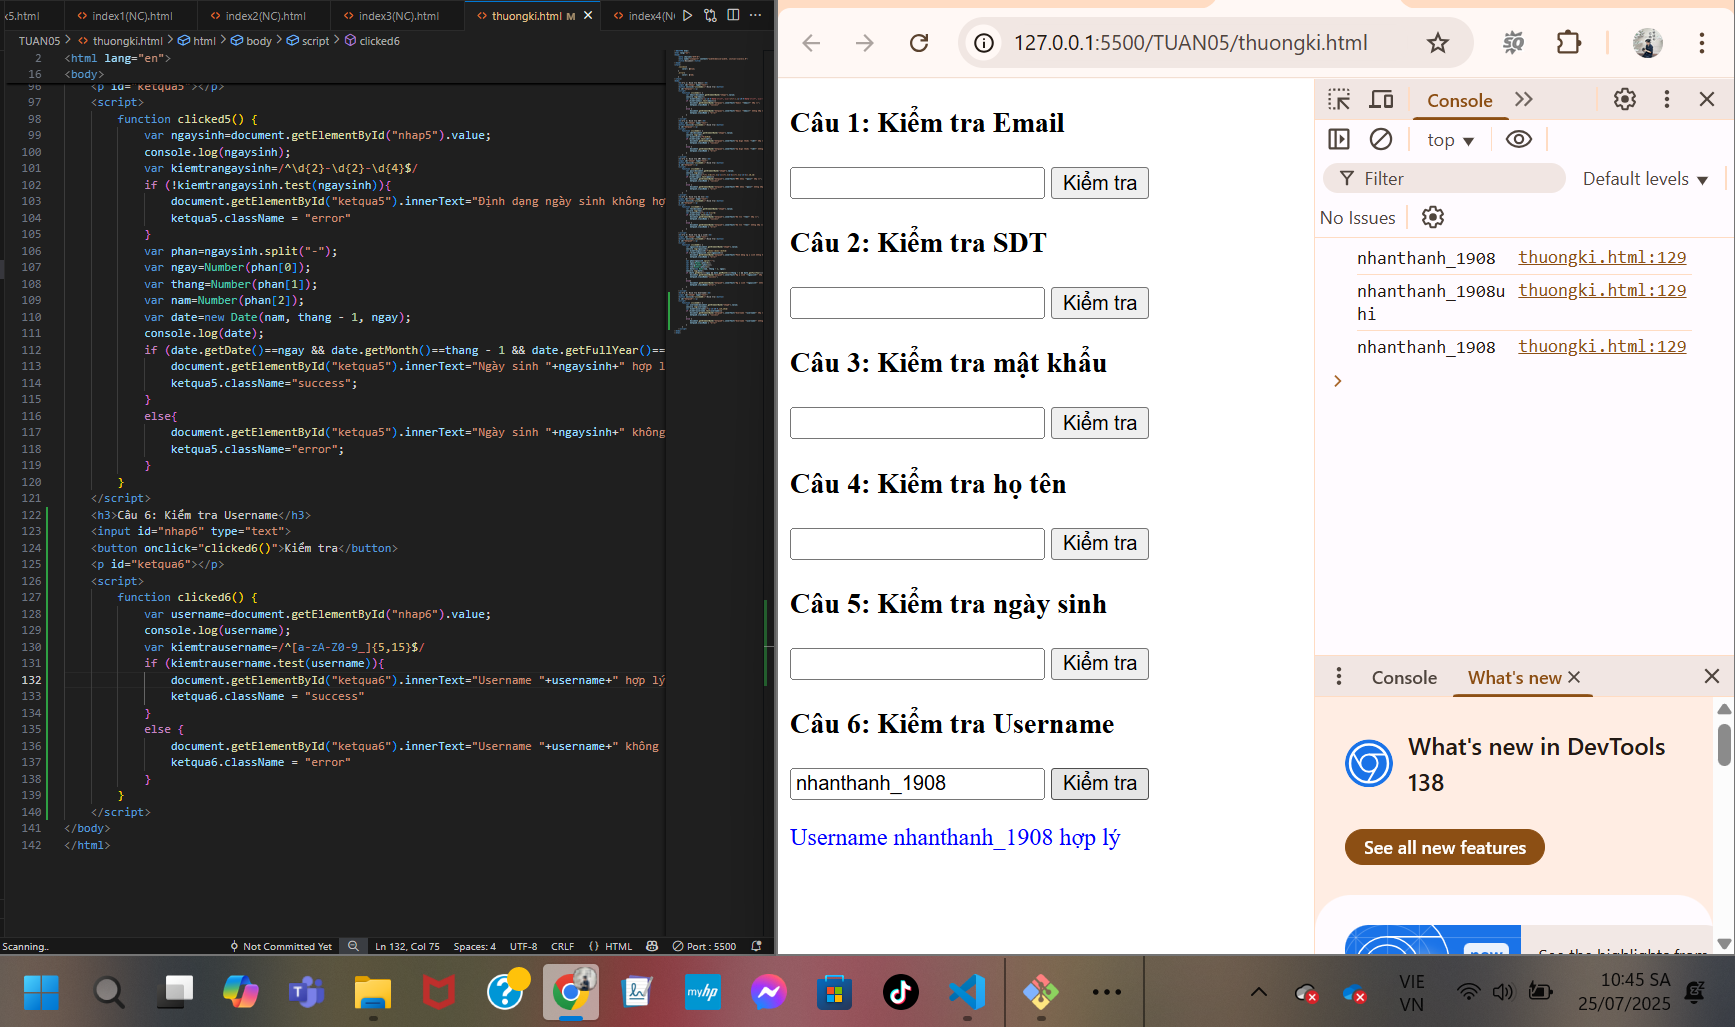 x5.html
index1(NC).html
index2(NC).html
index3(NC).html
thuongki.html M
index4(N
TUAN05 > thuongki.html > html > body > script > clicked6
2 <html lang="en">
16 <body>
96 <p id="ketqua5"></p>
97 <script>
98 function clicked5() {
99 var ngaysinh=document.getElementById("nhap5").value;
100 console.log(ngaysinh);
101 var kiemtrangaysinh=/^\d{2}-\d{2}-\d{4}$/
102 if (!kiemtrangaysinh.test(ngaysinh)){
103 document.getElementById("ketqua5").innerText="Định dạng ngày sinh không hợ
104 ketqua5.className = "error"
105 }
106 var phan=ngaysinh.split("-");
107 var ngay=Number(phan[0]);
108 var thang=Number(phan[1]);
109 var nam=Number(phan[2]);
110 var date=new Date(nam, thang - 1, ngay);
111 console.log(date);
112 if (date.getDate()==ngay && date.getMonth()==thang - 1 && date.getFullYear()==
113 document.getElementById("ketqua5").innerText="Ngày sinh "+ngaysinh+" hợp l
114 ketqua5.className="success";
115 }
116 else{
117 document.getElementById("ketqua5").innerText="Ngày sinh "+ngaysinh+" không
118 ketqua5.className="error";
119 }
120 }
121 </script>
122 <h3>Câu 6: Kiểm tra Username</h3>
123 <input id="nhap6" type="text">
124 <button onclick="clicked6()">Kiểm tra</button>
125 <p id="ketqua6"></p>
126 <script>
127 function clicked6() {
128 var username=document.getElementById("nhap6").value;
129 console.log(username);
130 var kiemtrausername=/^[a-zA-Z0-9_]{5,15}$/
131 if (kiemtrausername.test(username)){
132 document.getElementById("ketqua6").innerText="Username "+username+" hợp lý
133 ketqua6.className = "success"
134 }
135 else {
136 document.getElementById("ketqua6").innerText="Username "+username+" không
137 ketqua6.className = "error"
138 }
139 }
140 </script>
141 </body>
142 </html>
Scanning..
Not Committed Yet
Ln 132, Col 75
Spaces: 4
UTF-8
CRLF
{} HTML
Port : 5500
127.0.0.1:5500/TUAN05/thuongki.html
Câu 1: Kiểm tra Email
Kiểm tra
Câu 2: Kiểm tra SDT
Kiểm tra
Câu 3: Kiểm tra mật khẩu
Kiểm tra
Câu 4: Kiểm tra họ tên
Kiểm tra
Câu 5: Kiểm tra ngày sinh
Kiểm tra
Câu 6: Kiểm tra Username
nhanthanh_1908 Kiểm tra
Username nhanthanh_1908 hợp lý
Console
top
Filter
Default levels
No Issues
nhanthanh_1908 thuongki.html:129
nhanthanh_1908u thuongki.html:129
hi
nhanthanh_1908 thuongki.html:129
Console
What's new
What's new in DevTools
138
See all new features
new
See the highlights from
myhp
VIE
VN
10:45 SA
25/07/2025